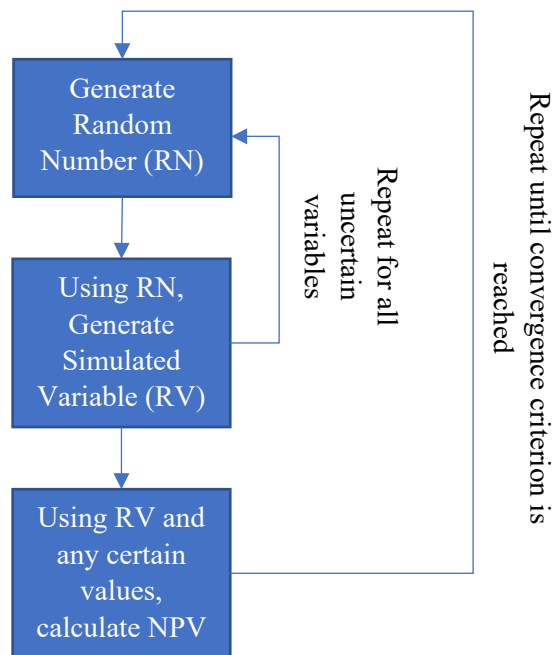 Generate
Random
Number (RN)
Using RN,
Generate
Simulated
Variable (RV)
Using RV and
any certain
values,
calculate NPV
Repeat for all
uncertain
variables
Repeat until convergence criterion is
reached